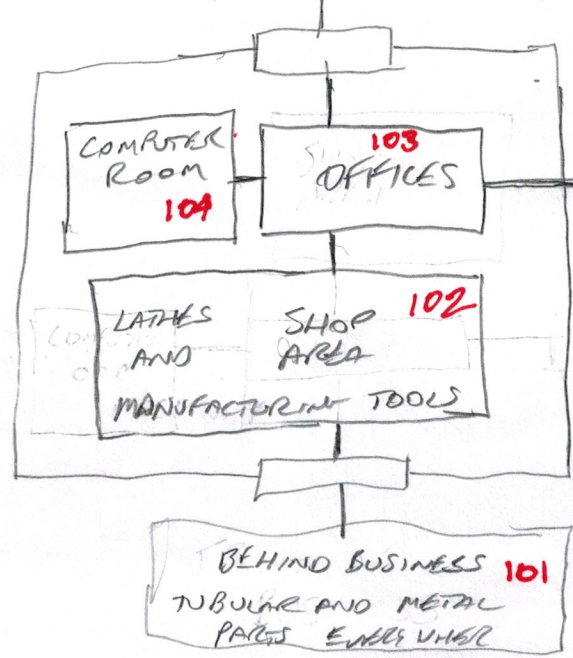 103
COMPUTER
ROOM
OFFICES
104
102
LATHES SHOP
AND AREA
MANUFACTURING TOOLS
BEHIND BUSINESS 101
TUBULAR AND METAL
PARTS EVERYWHER